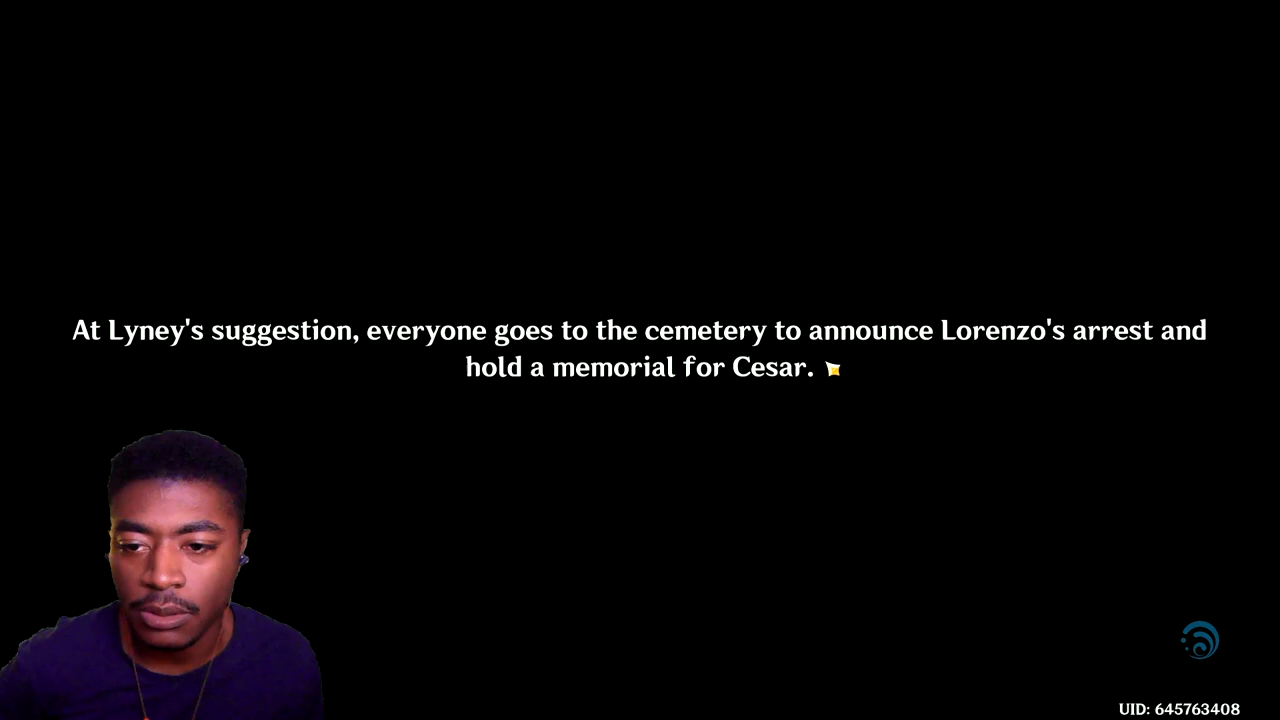 At Lyney's suggestion, everyone goes to the cemetery to announce Lorenzo's arrest and
hold a memorial for Cesar.
UID: 645763408